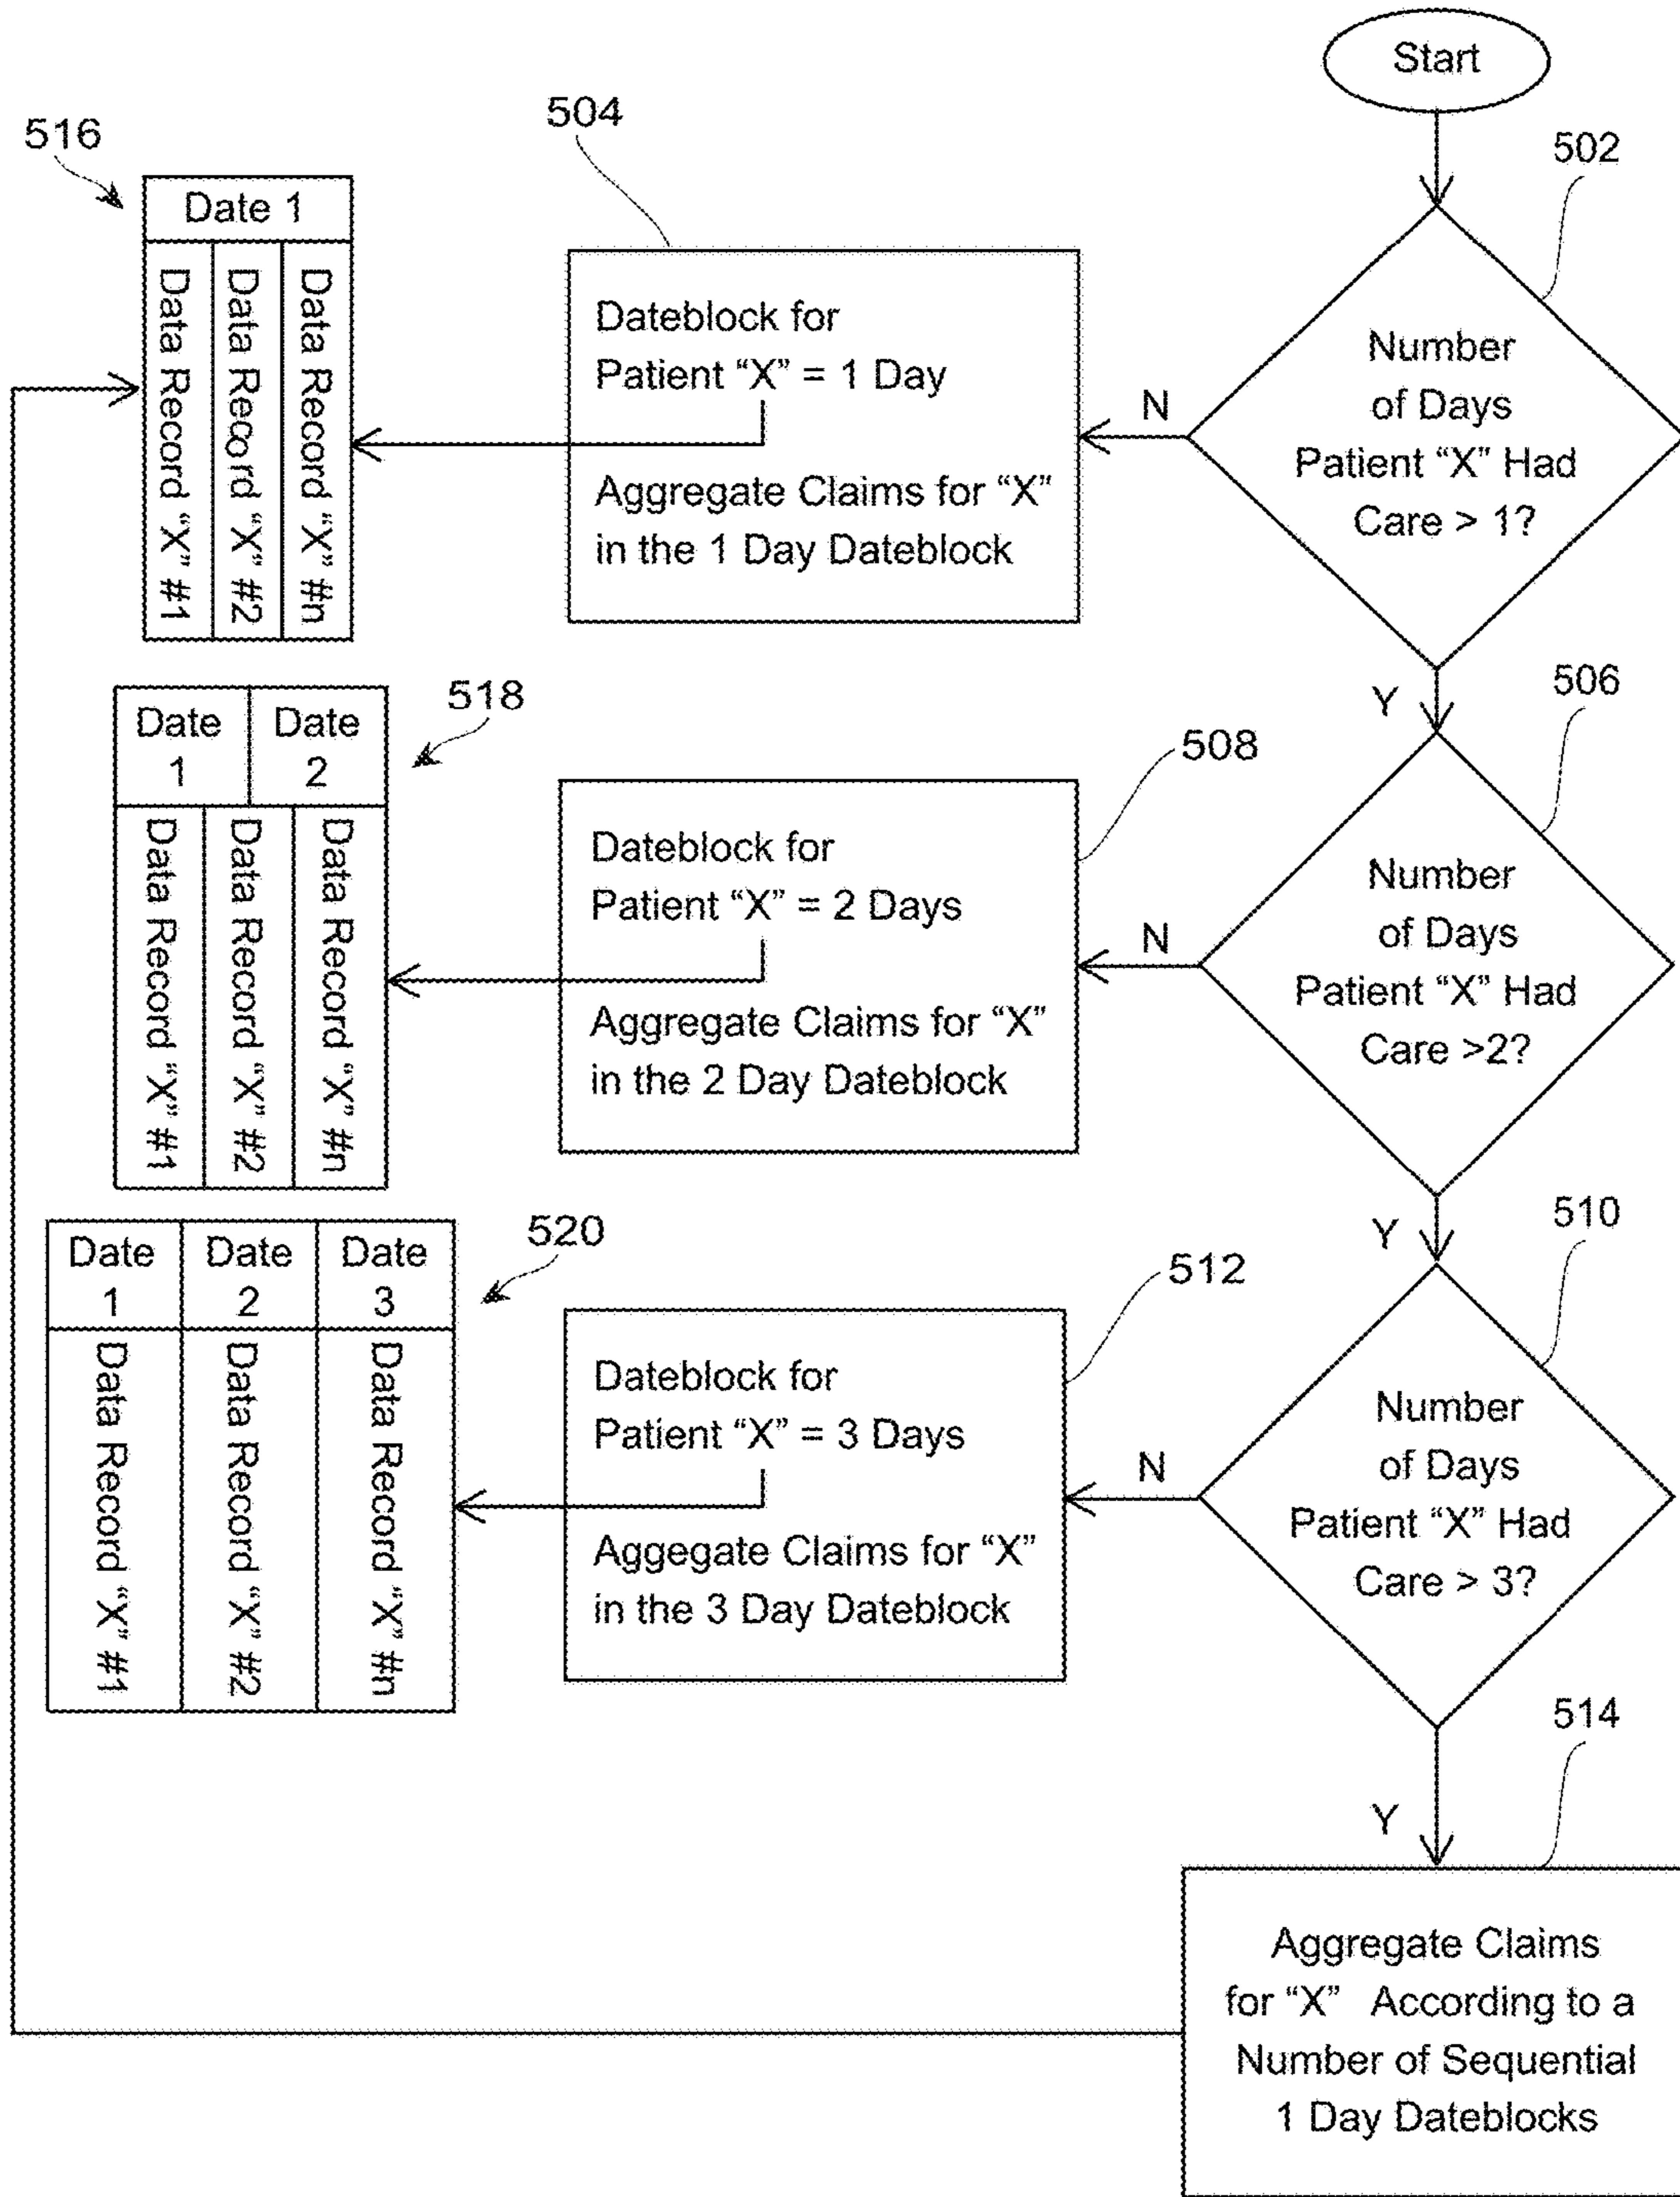 Start
502
Number
of Days
Patient “X” Had
Care > 1?
N
Y
504
Dateblock for
Patient “X” = 1 Day
Aggregate Claims for “X”
in the 1 Day Dateblock
516
Date 1
Data Record “X” #1
Data Record “X” #2
Data Record “X” #n
506
Number
of Days
Patient “X” Had
Care >2?
N
Y
508
Dateblock for
Patient “X” = 2 Days
Aggregate Claims for “X”
in the 2 Day Dateblock
518
Date
1
Date
2
Data Record “X” #1
Data Record “X” #2
Data Record “X” #n
510
Number
of Days
Patient “X” Had
Care > 3?
N
Y
512
Dateblock for
Patient “X” = 3 Days
Aggegate Claims for “X”
in the 3 Day Dateblock
520
Date
1
Date
2
Date
3
Data Record “X” #1
Data Record “X” #2
Data Record “X” #n
514
Aggregate Claims
for “X” According to a
Number of Sequential
1 Day Dateblocks